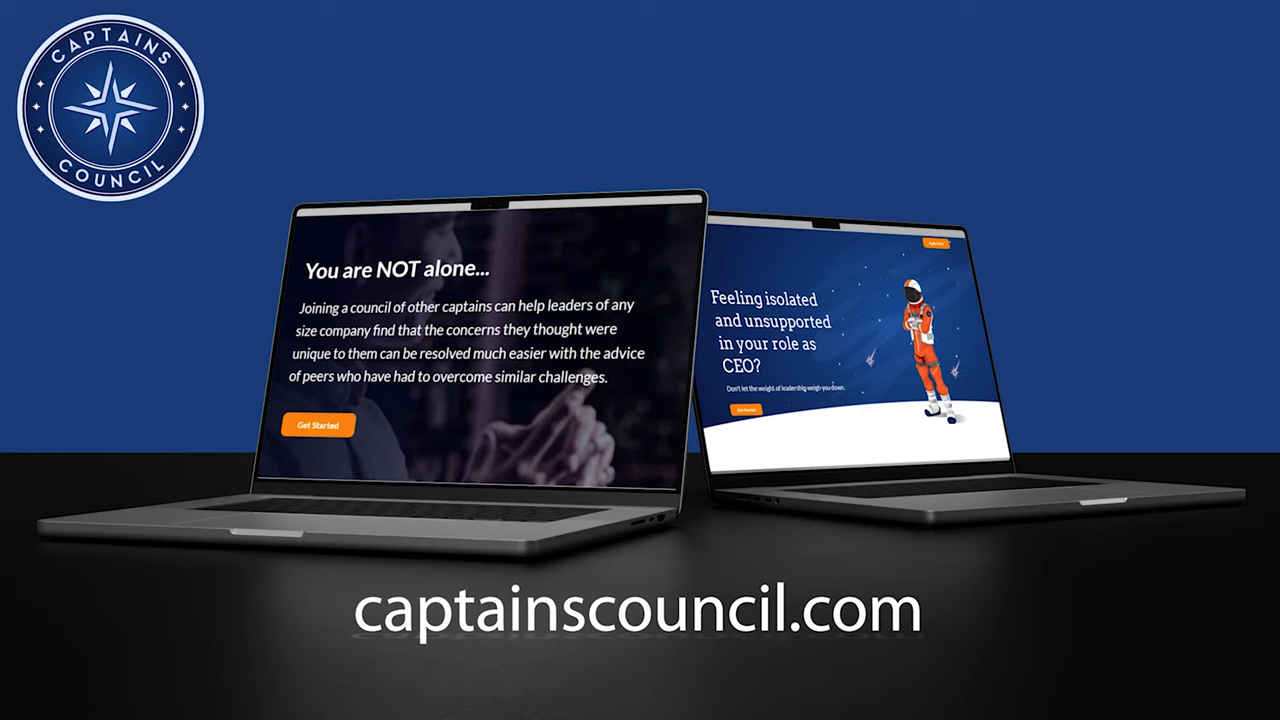 CAPTAINS
COUNCIL
You are NOT alone...
Joining a council of other captains can help leaders of any
size company find that the concerns they thought were
unique to them can be resolved much easier with the advice
of peers who have had to overcome similar challenges.
Get Started
Feeling isolated
and unsupported
in your role as
CEO?
Don't let the weight of leadership weigh you down.
Get Started
captainscouncil.com